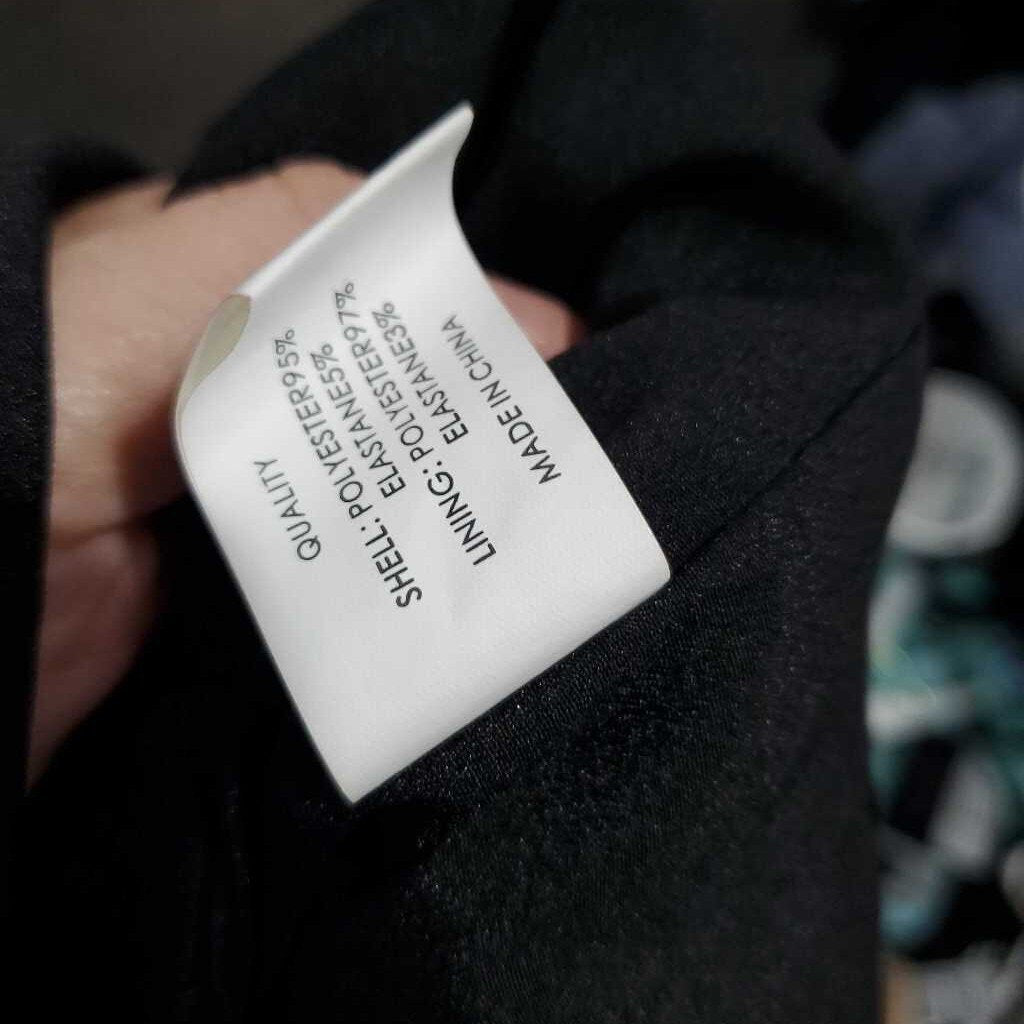 QUALITY
SHELL: POLYESTER95%
ELASTANE5%
LINING: POLYESTER97%
ELASTANE3%
MADE IN CHINA